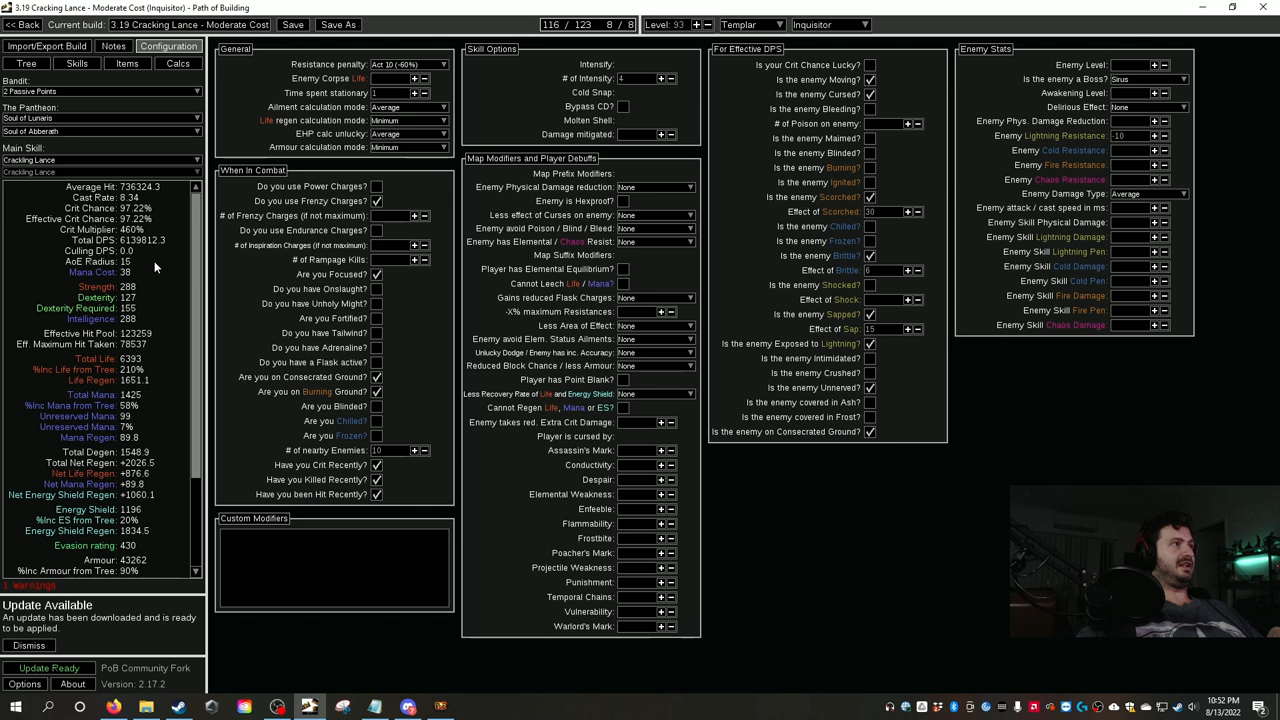 3.19 Cracking Lance - Moderate Cost (Inquisitor) - Path of Building
<< Back
Current build: 3.19 Cracking Lance - Moderate Cost
Save
Save As
116 / 123 8 / 8
Level: 93 + -
Templar
Inquisitor
Import/Export Build
Notes
Configuration
Tree
Skills
Items
Calcs
Bandit:
2 Passive Points
The Pantheon:
Soul of Lunaris
Soul of Abberath
Main Skill:
Crackling Lance
Crackling Lance
Average Hit: 736324.3
Cast Rate: 8.34
Crit Chance: 97.22%
Effective Crit Chance: 97.22%
Crit Multiplier: 460%
Total DPS: 6139812.3
Culling DPS: 0.0
AoE Radius: 15
Mana Cost: 38
Strength: 288
Dexterity: 127
Dexterity Required: 155
Intelligence: 288
Effective Hit Pool: 123259
Eff. Maximum Hit Taken: 78537
Total Life: 6393
%Inc Life from Tree: 210%
Life Regen: 1651.1
Total Mana: 1425
%Inc Mana from Tree: 58%
Unreserved Mana: 99
Unreserved Mana: 7%
Mana Regen: 89.8
Total Degen: 1548.9
Total Net Regen: +2026.5
Net Life Regen: +876.6
Net Mana Regen: +89.8
Net Energy Shield Regen: +1060.1
Energy Shield: 1196
%Inc ES from Tree: 20%
Energy Shield Regen: 1834.5
Evasion rating: 430
Armour: 43262
%Inc Armour from Tree: 90%
1 Warnings
Update Available
An update has been downloaded and is ready
to be applied.
Dismiss
Update Ready
PoB Community Fork
Options
About
Version: 2.17.2
General
Resistance penalty: Act 10 (-60%)
Enemy Corpse Life: + -
Time spent stationary 1 + -
Ailment calculation mode: Average
Life regen calculation mode: Minimum
EHP calc unlucky: Average
Armour calculation mode: Minimum
When In Combat
Do you use Power Charges?
Do you use Frenzy Charges?
# of Frenzy Charges (if not maximum): + -
Do you use Endurance Charges?
# of Inspiration Charges (if not maximum): + -
# of Rampage Kills: + -
Are you Focused?
Do you have Onslaught?
Do you have Unholy Might?
Are you Fortified?
Do you have Tailwind?
Do you have Adrenaline?
Do you have a Flask active?
Are you on Consecrated Ground?
Are you on Burning Ground?
Are you Blinded?
Are you Chilled?
Are you Frozen?
# of nearby Enemies: 10 + -
Have you Crit Recently?
Have you Killed Recently?
Have you been Hit Recently?
Custom Modifiers
Skill Options
Intensify:
# of Intensity: 4 + -
Cold Snap:
Bypass CD?
Molten Shell:
Damage mitigated: + -
Map Modifiers and Player Debuffs
Map Prefix Modifiers:
Enemy Physical Damage reduction: None
Enemy is Hexproof?
Less effect of Curses on enemy: None
Enemy avoid Poison / Blind / Bleed: None
Enemy has Elemental / Chaos Resist: None
Map Suffix Modifiers:
Player has Elemental Equilibrium?
Cannot Leech Life / Mana?
Gains reduced Flask Charges: None
-X% maximum Resistances: + -
Less Area of Effect: None
Enemy avoid Elem. Status Ailments: None
Unlucky Dodge / Enemy has inc. Accuracy: None
Reduced Block Chance / less Armour: None
Player has Point Blank?
Less Recovery Rate of Life and Energy Shield: None
Cannot Regen Life, Mana or ES?
Enemy takes red. Extra Crit Damage: + -
Player is cursed by:
Assassin's Mark: + -
Conductivity: + -
Despair: + -
Elemental Weakness: + -
Enfeeble: + -
Flammability: + -
Frostbite: + -
Poacher's Mark: + -
Projectile Weakness: + -
Punishment: + -
Temporal Chains: + -
Vulnerability: + -
Warlord's Mark: + -
For Effective DPS
Is your Crit Chance Lucky?
Is the enemy Moving?
Is the enemy Cursed?
Is the enemy Bleeding?
# of Poison on enemy: + -
Is the enemy Maimed?
Is the enemy Blinded?
Is the enemy Burning?
Is the enemy Ignited?
Is the enemy Scorched?
Effect of Scorched: 30 + -
Is the enemy Chilled?
Is the enemy Frozen?
Is the enemy Brittle?
Effect of Brittle: 6 + -
Is the enemy Shocked?
Effect of Shock: + -
Is the enemy Sapped?
Effect of Sap: 15 + -
Is the enemy Exposed to Lightning?
Is the enemy Intimidated?
Is the enemy Crushed?
Is the enemy Unnerved?
Is the enemy covered in Ash?
Is the enemy covered in Frost?
Is the enemy on Consecrated Ground?
Enemy Stats
Enemy Level: + -
Is the enemy a Boss? Sirus
Awakening Level: + -
Delirious Effect: None
Enemy Phys. Damage Reduction: + -
Enemy Lightning Resistance: -10 + -
Enemy Cold Resistance: + -
Enemy Fire Resistance: + -
Enemy Chaos Resistance: + -
Enemy Damage Type: Average
Enemy attack / cast speed in ms: + -
Enemy Skill Physical Damage: + -
Enemy Skill Lightning Damage: + -
Enemy Skill Lightning Pen: + -
Enemy Skill Cold Damage: + -
Enemy Skill Cold Pen: + -
Enemy Skill Fire Damage: + -
Enemy Skill Fire Pen: + -
Enemy Skill Chaos Damage: + -
10:52 PM
8/13/2022